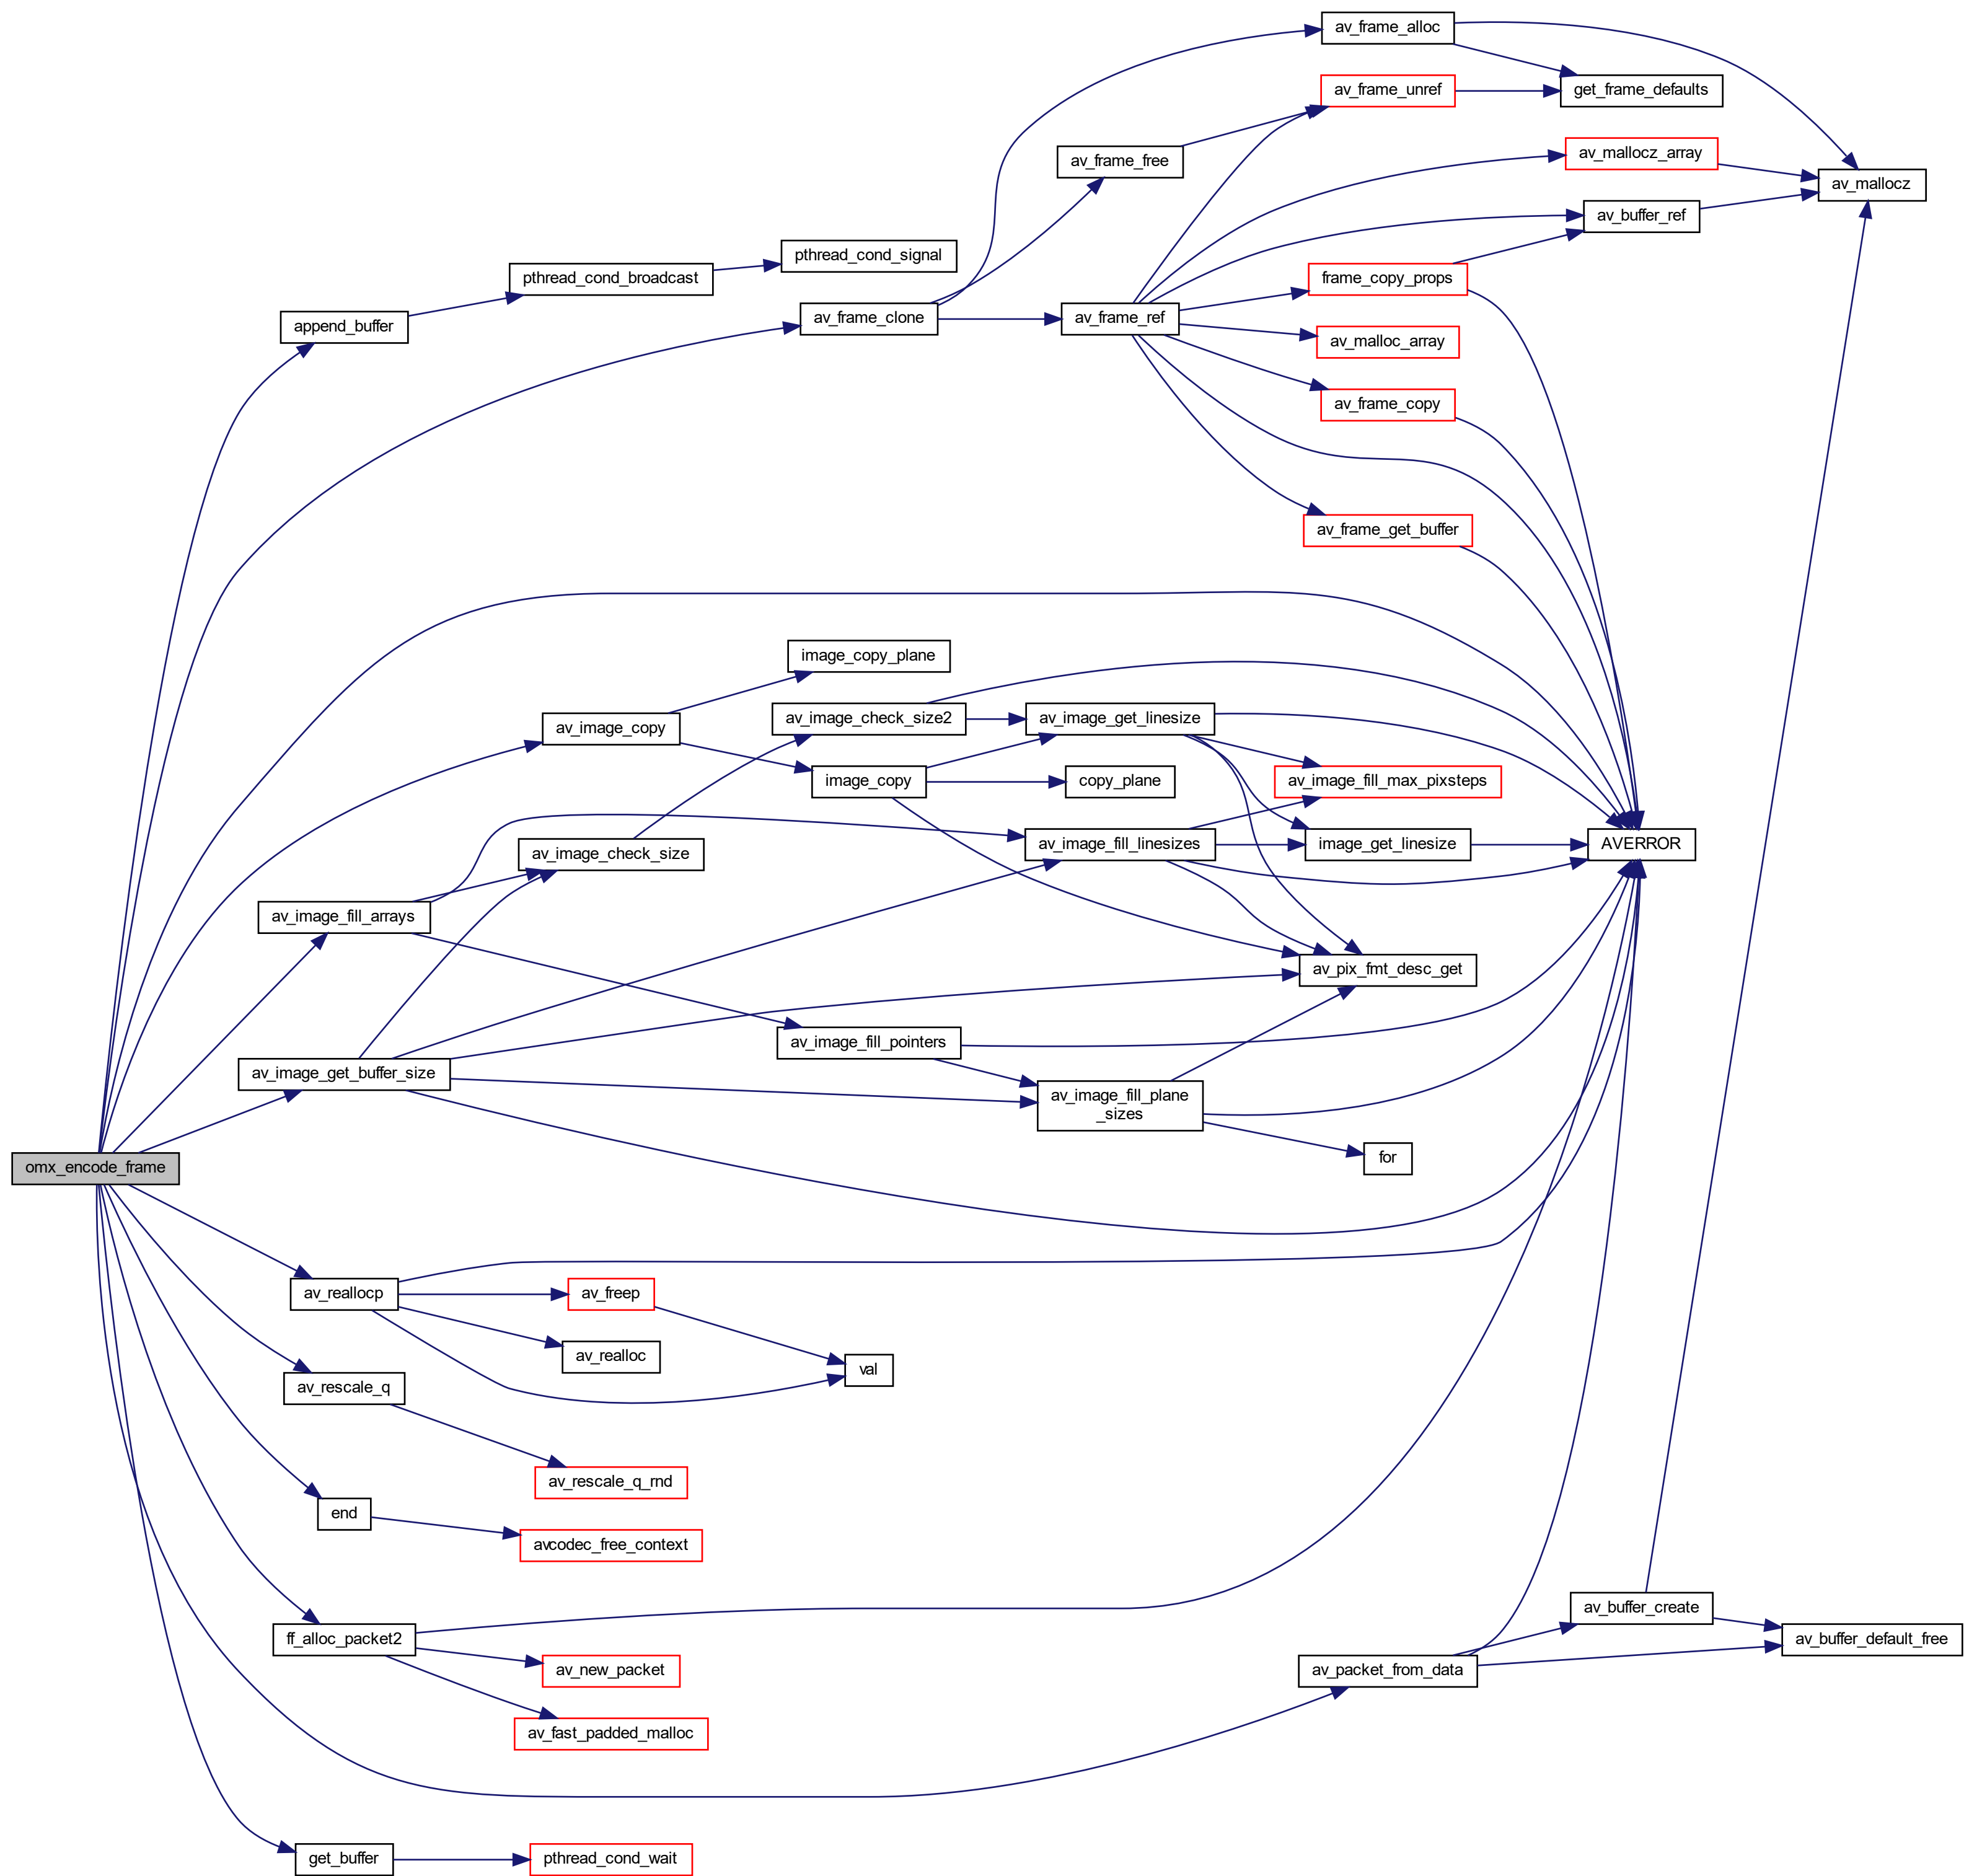 av_frame_alloc
av_frame_unref
get_frame_defaults
av_frame_free
av_mallocz_array
av_mallocz
av_buffer_ref
pthread_cond_signal
pthread_cond_broadcast
frame_copy_props
append_buffer
av_frame_clone
av_frame_ref
av_malloc_array
av_frame_copy
av_frame_get_buffer
image_copy_plane
av_image_copy
av_image_check_size2
av_image_get_linesize
image_copy
copy_plane
av_image_fill_max_pixsteps
av_image_check_size
av_image_fill_linesizes
image_get_linesize
AVERROR
av_image_fill_arrays
av_pix_fmt_desc_get
av_image_fill_pointers
av_image_get_buffer_size
av_image_fill_plane
_sizes
for
omx_encode_frame
av_reallocp
av_freep
av_realloc
val
av_rescale_q
av_rescale_q_rnd
end
avcodec_free_context
av_buffer_create
ff_alloc_packet2
av_buffer_default_free
av_new_packet
av_packet_from_data
av_fast_padded_malloc
get_buffer
pthread_cond_wait